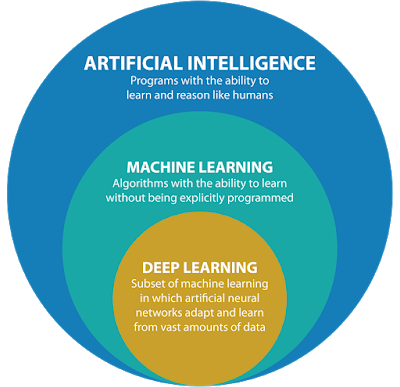 ARTIFICIAL INTELLIGENCE
Programs with the ability to
learn and reason like humans
MACHINE LEARNING
Algorithms with the ability to learn
without being explicitly programmed
DEEP LEARNING
Subset of machine learning
in which artificial neural
networks adapt and learn
from vast amounts of data